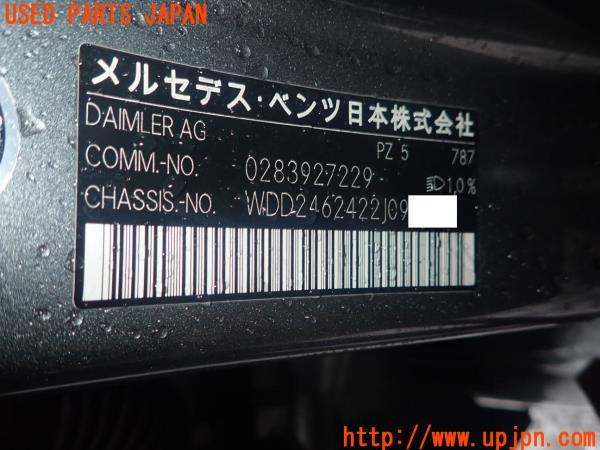 USED PARTS JAPAN
メルセデス・ベンツ日本株式会社
DAIMLER AG
PZ 5 787
COMM.-NO. 0283927229
1,0%
CHASSIS.-NO. WDD2462422J09
UPJ
http://www.upjpn.com/